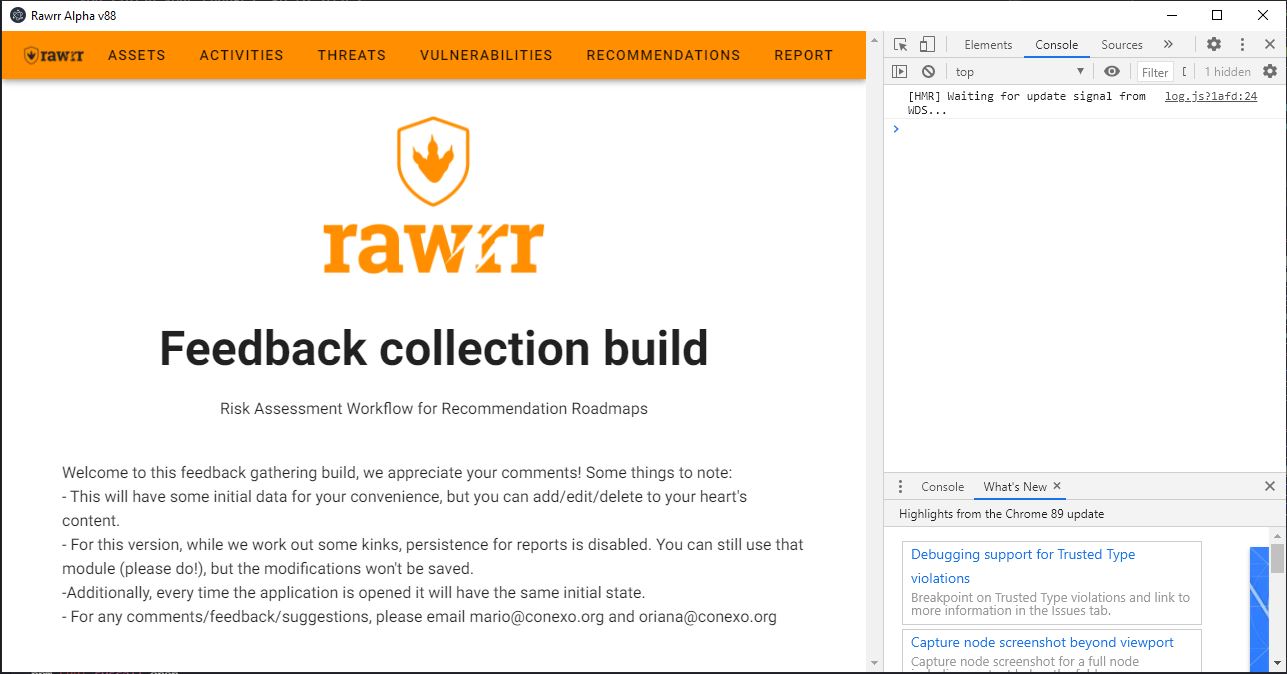 Rawrr Alpha v88
rawrr ASSETS ACTIVITIES THREATS VULNERABILITIES RECOMMENDATIONS REPORT
rawrr
Feedback collection build
Risk Assessment Workflow for Recommendation Roadmaps
Welcome to this feedback gathering build, we appreciate your comments! Some things to note:
- This will have some initial data for your convenience, but you can add/edit/delete to your heart's
content.
- For this version, while we work out some kinks, persistence for reports is disabled. You can still use that
module (please do!), but the modifications won't be saved.
-Additionally, every time the application is opened it will have the same initial state.
- For any comments/feedback/suggestions, please email mario@conexo.org and oriana@conexo.org
Elements Console Sources
top Filter 1 hidden
[HMR] Waiting for update signal from log.js?1afd:24
WDS...
Console What's New
Highlights from the Chrome 89 update
Debugging support for Trusted Type
violations
Breakpoint on Trusted Type violations and link to
more information in the Issues tab.
Capture node screenshot beyond viewport
Capture node screenshot for a full node